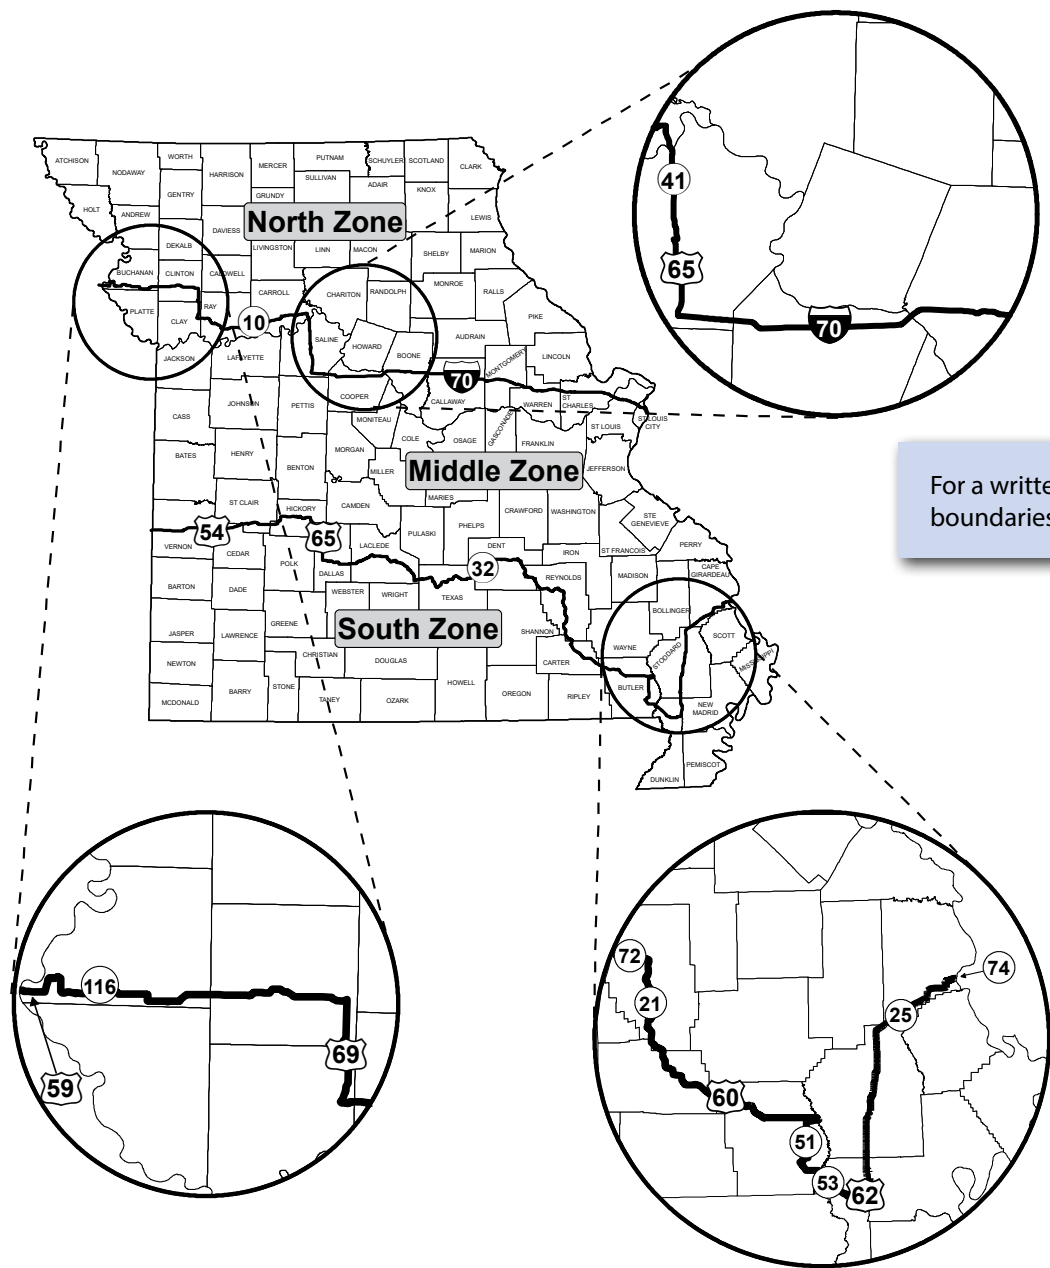 ATCHISON
NODAWAY
WORTH
HARRISON
MERCER
PUTNAM
SCHUYLER
SCOTLAND
CLARK
HOLT
ANDREW
GENTRY
GRUNDY
SULLIVAN
ADAIR
KNOX
LEWIS
DAVIESS
North Zone
DEKALB
LIVINGSTON
LINN
MACON
SHELBY
MARION
BUCHANAN
CLINTON
CALDWELL
CARROLL
CHARITON
RANDOLPH
MONROE
RALLS
PIKE
PLATTE
CLAY
RAY
10
SALINE
HOWARD
BOONE
AUDRAIN
MONTGOMERY
LINCOLN
JACKSON
LAFAYETTE
COOPER
70
CALLAWAY
WARREN
ST
CHARLES
CASS
JOHNSON
PETTIS
MONITEAU
COLE
OSAGE
GASCONADE
FRANKLIN
ST LOUIS
ST LOUIS
CITY
BATES
HENRY
BENTON
MORGAN
MILLER
Middle Zone
JEFFERSON
ST CLAIR
HICKORY
CAMDEN
MARIES
PULASKI
PHELPS
CRAWFORD
WASHINGTON
STE
GENEVIEVE
VERNON
54
65
CEDAR
POLK
DALLAS
LACLEDE
DENT
32
IRON
ST FRANCOIS
PERRY
BARTON
DADE
WEBSTER
WRIGHT
TEXAS
REYNOLDS
MADISON
CAPE
GIRARDEAU
BOLLINGER
JASPER
LAWRENCE
GREENE
South Zone
SHANNON
WAYNE
STODDARD
SCOTT
MISSISSIPPI
NEWTON
CHRISTIAN
DOUGLAS
CARTER
MCDONALD
BARRY
STONE
TANEY
OZARK
HOWELL
OREGON
RIPLEY
BUTLER
NEW
MADRID
DUNKLIN
PEMISCOT
41
65
70
For a writte
boundaries
116
69
59
72
21
60
51
53
62
25
74